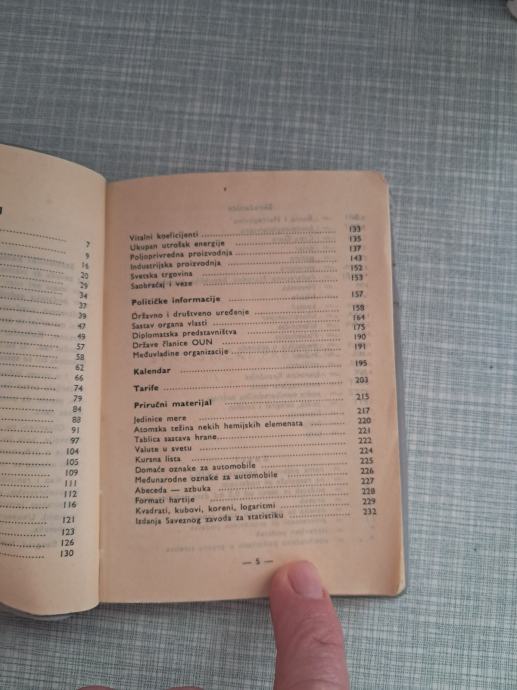 7
9
16
20
29
34
37
39
47
49
57
58
62
66
74
79
84
88
91
97
104
105
109
111
112
116
121
123
126
130
Vitalni koeficijenti 133
Ukupan utrošak energije 135
Poljoprivredna proizvodnja 137
Industrijska proizvodnja 143
Svetska trgovina 152
Saobraćaj i veze 153
Političke informacije 157
Državno i društveno uređenje 158
Sastav organa vlasti 164
Diplomatska predstavništva 175
Države članice OUN 190
Međuvladine organizacije 191
Kalendar 195
Tarife 203
Priručni materijal 215
Jedinice mere 217
Atomska težina nekih hemijskih elemenata 220
Tablica sastava hrane 221
Valute u svetu 222
Kursna lista 224
Domaće oznake za automobile 225
Međunarodne oznake za automobile 226
Abeceda — azbuka 227
Formati hartije 228
Kvadrati, kubovi, koreni, logaritmi 229
Izdanja Saveznog zavoda za statistiku 232
— 5 —